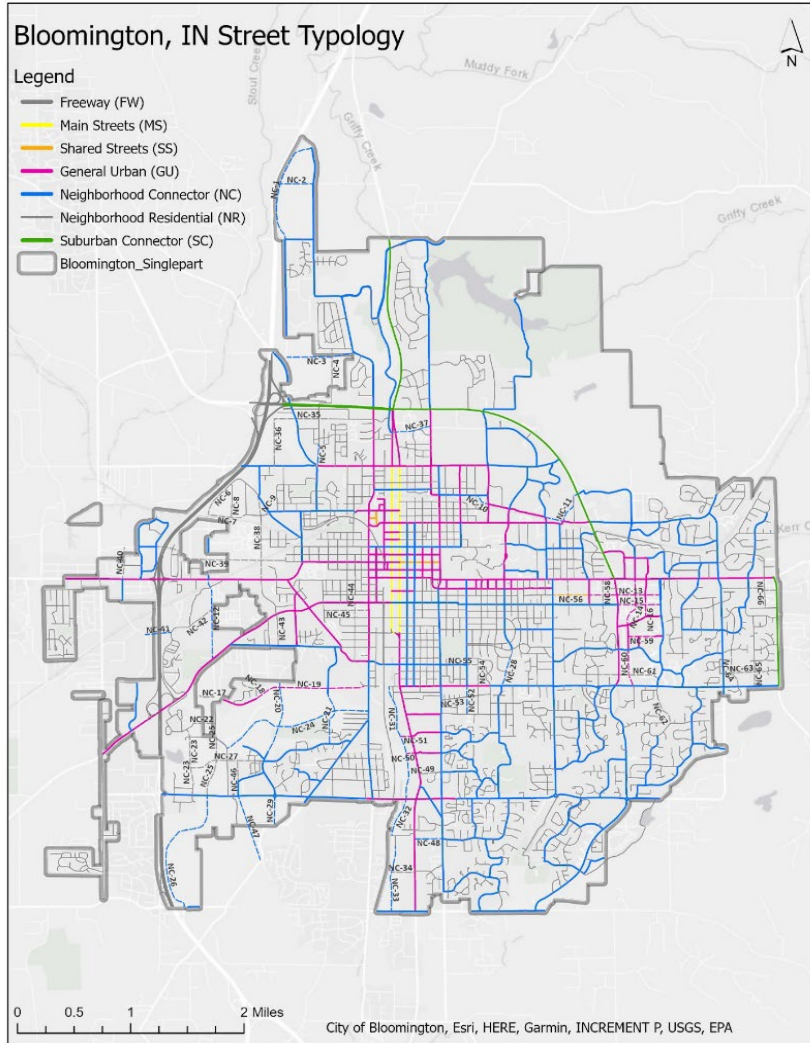 Bloomington, IN Street Typology
N
Legend
Freeway (FW)
Main Streets (MS)
Shared Streets (SS)
General Urban (GU)
Neighborhood Connector (NC)
Neighborhood Residential (NR)
Suburban Connector (SC)
Bloomington_Singlepart
Stout Creek
Muddy Fork
Griffy Creek
Griffy Creek
NC-1
NC-2
NC-3
NC-4
NC-35
NC-36
NC-5
NC-37
NC-6
NC-8
NC-9
NC-7
NC-10
NC-11
Kerr C
NC-38
NC-39
NC-40
NC-12
NC-44
NC-45
NC-43
NC-42
NC-41
NC-56
NC-58
NC-13
NC-15
NC-14
NC-16
NC-59
NC-60
NC-61
NC-66
NC-63
NC-65
NC-55
NC-54
NC-28
NC-17
NC-18
NC-19
NC-20
NC-21
NC-31
NC-53
NC-52
NC-22
NC-23
NC-25
NC-24
NC-51
NC-50
NC-27
NC-49
NC-23
NC-25
NC-46
NC-29
NC-47
NC-32
NC-48
NC-34
NC-33
NC-26
0 0.5 1 2 Miles
City of Bloomington, Esri, HERE, Garmin, INCREMENT P, USGS, EPA